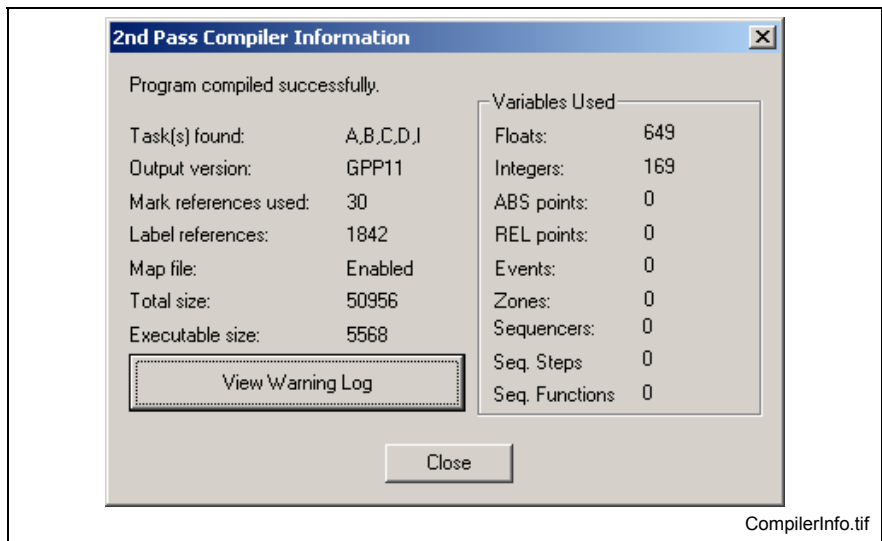 2nd Pass Compiler Information
Program compiled successfully.
Task(s) found: A,B,C,D,I
Output version: GPP11
Mark references used: 30
Label references: 1842
Map file: Enabled
Total size: 50956
Executable size: 5568
View Warning Log
Variables Used
Floats: 649
Integers: 169
ABS points: 0
REL points: 0
Events: 0
Zones: 0
Sequencers: 0
Seq. Steps 0
Seq. Functions 0
Close
CompilerInfo.tif